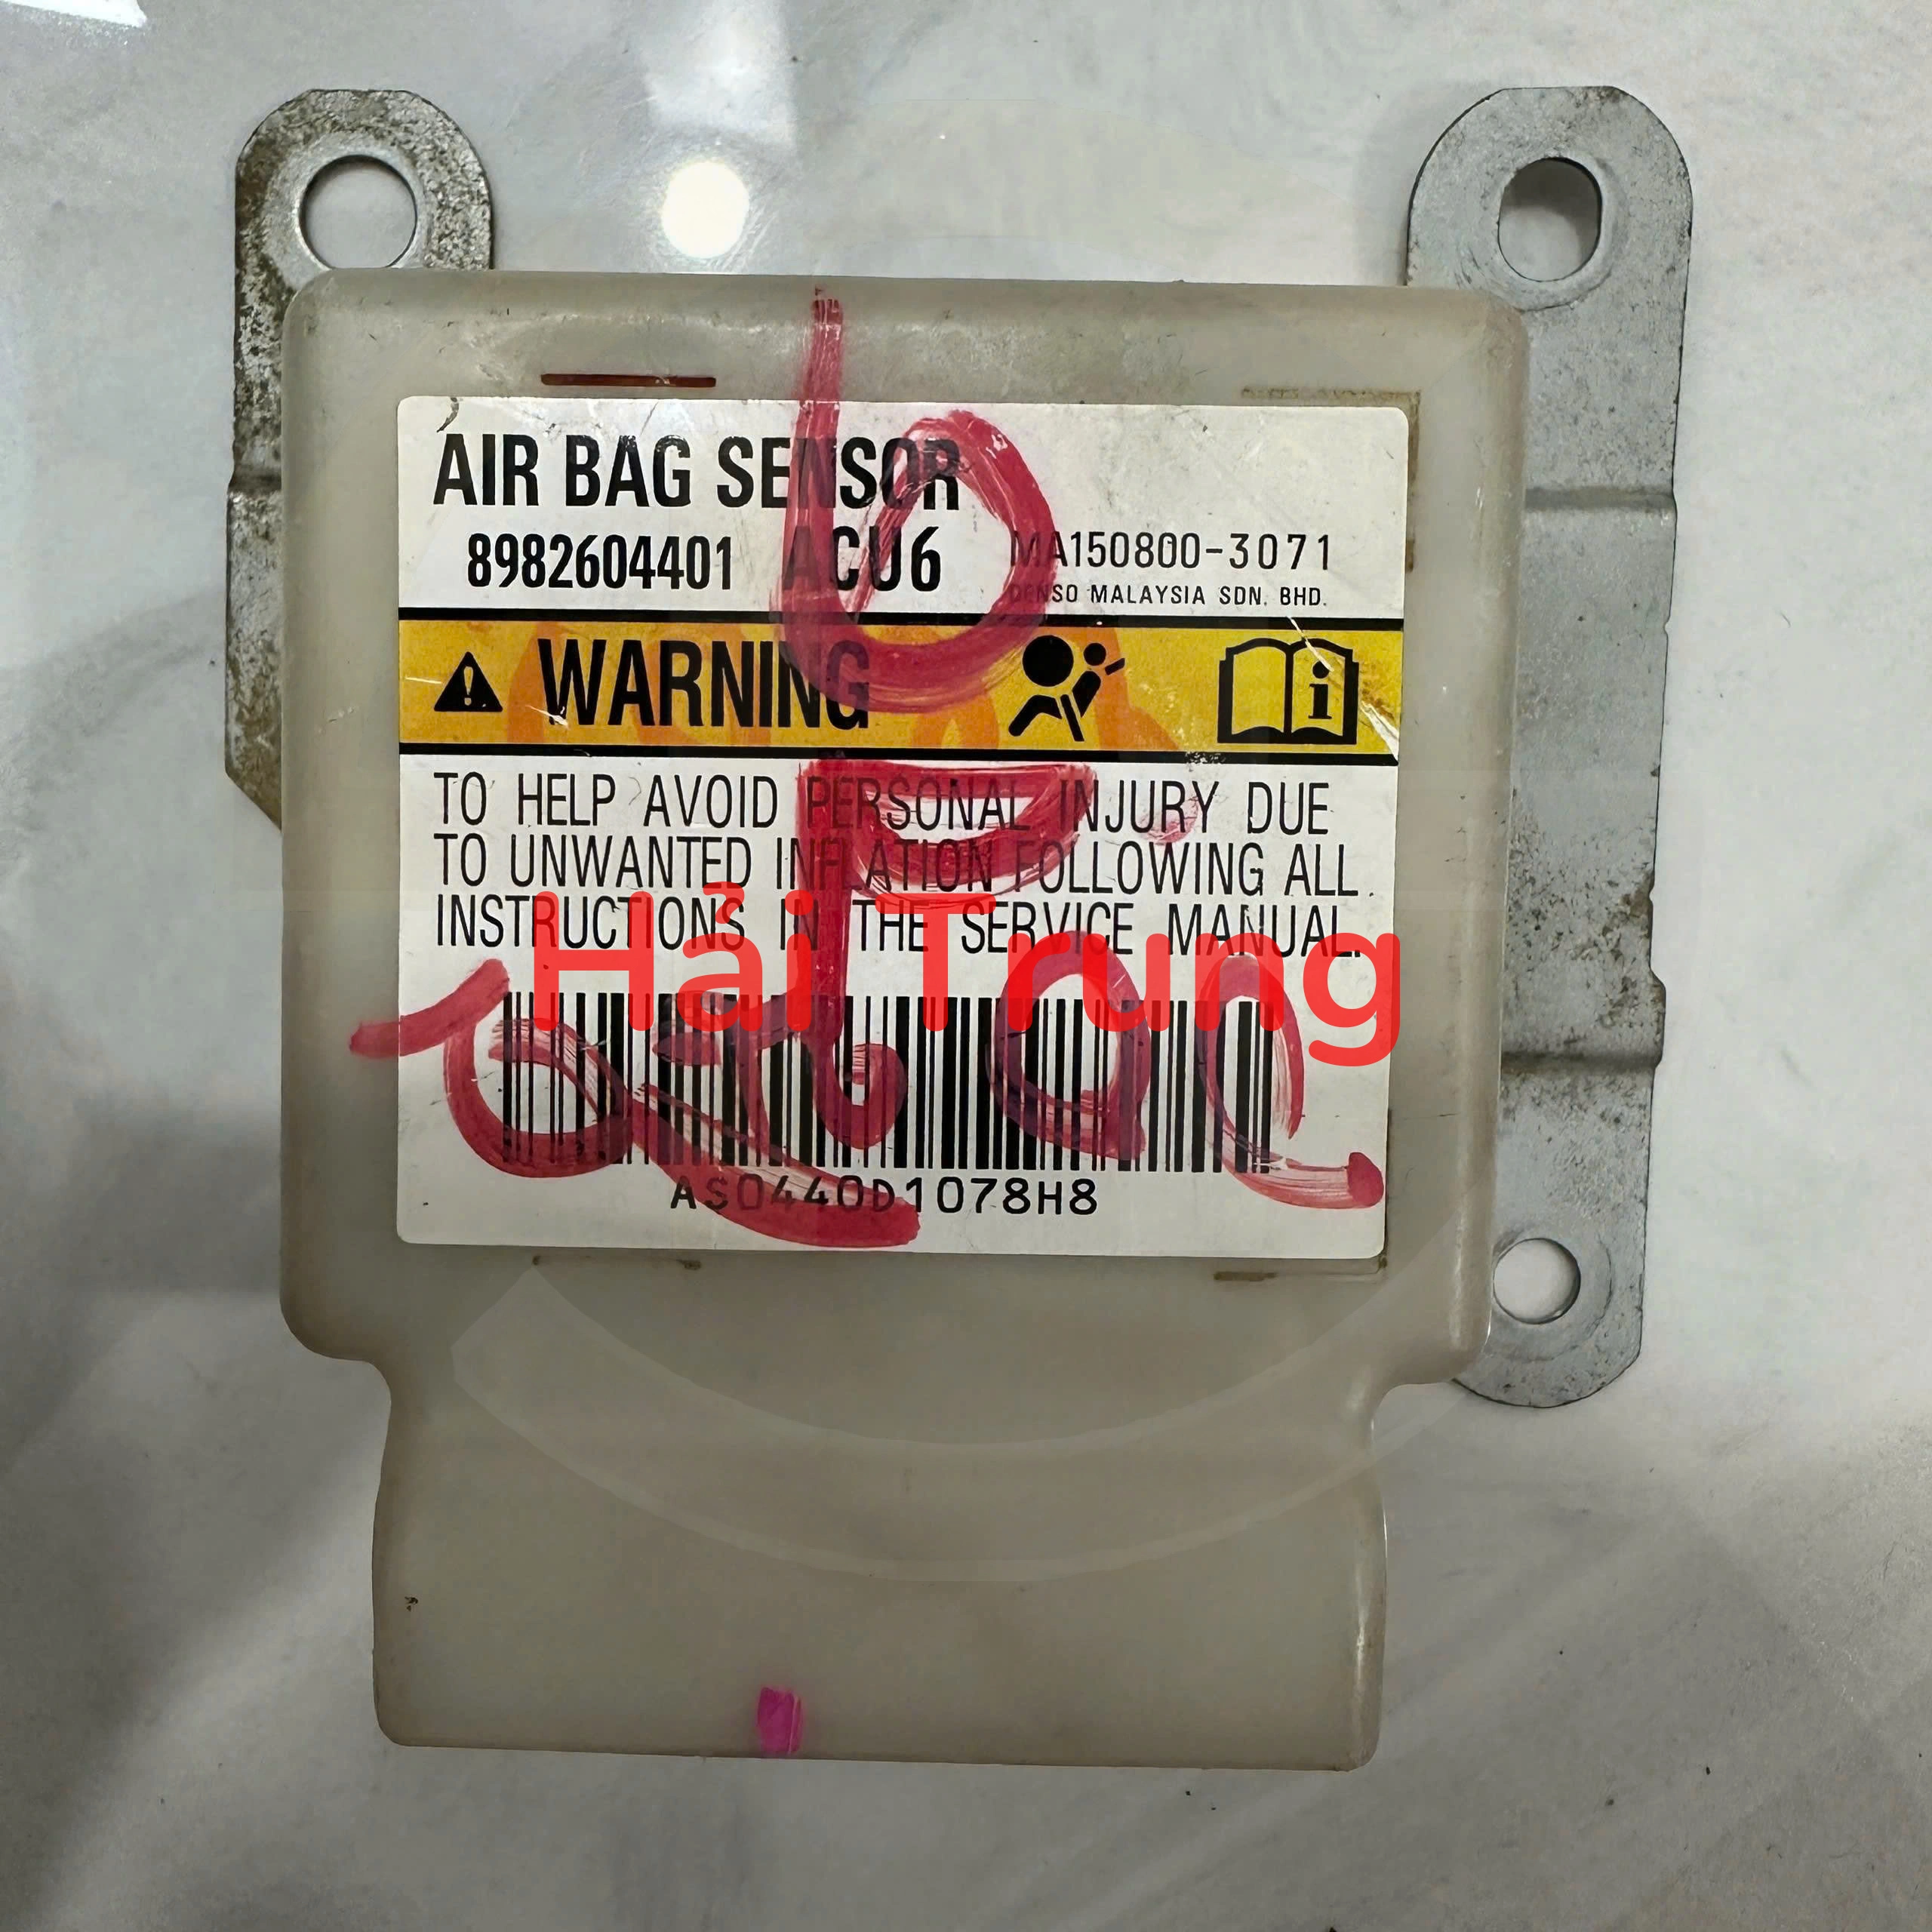 AIR BAG SENSOR
8982604401 ACU6 MA150800-3071
DENSO MALAYSIA SDN. BHD.
WARNING
TO HELP AVOID PERSONAL INJURY DUE
TO UNWANTED INFLATION FOLLOWING ALL
INSTRUCTIONS IN THE SERVICE MANUAL.
Hải Trung
AS0440D1078H8